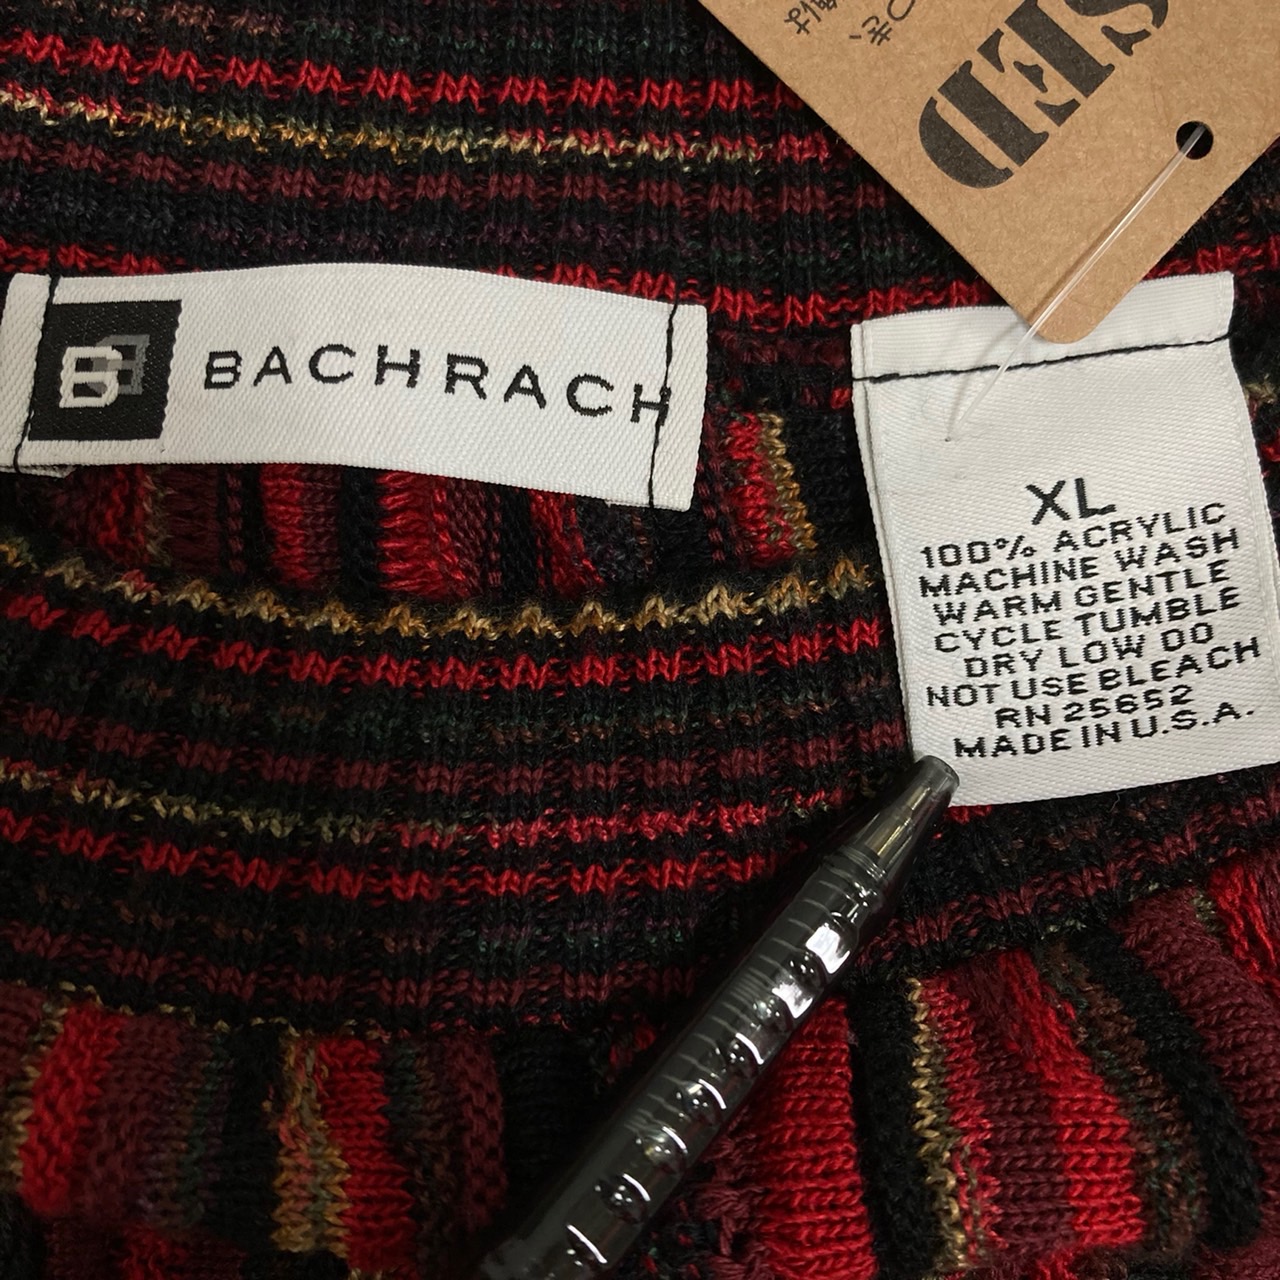 SED
B
BACHRACH
XL
100% ACRYLIC
MACHINE WASH
WARM GENTLE
CYCLE TUMBLE
DRY LOW DO
NOT USE BLEACH
RN 25652
MADE IN U.S.A.